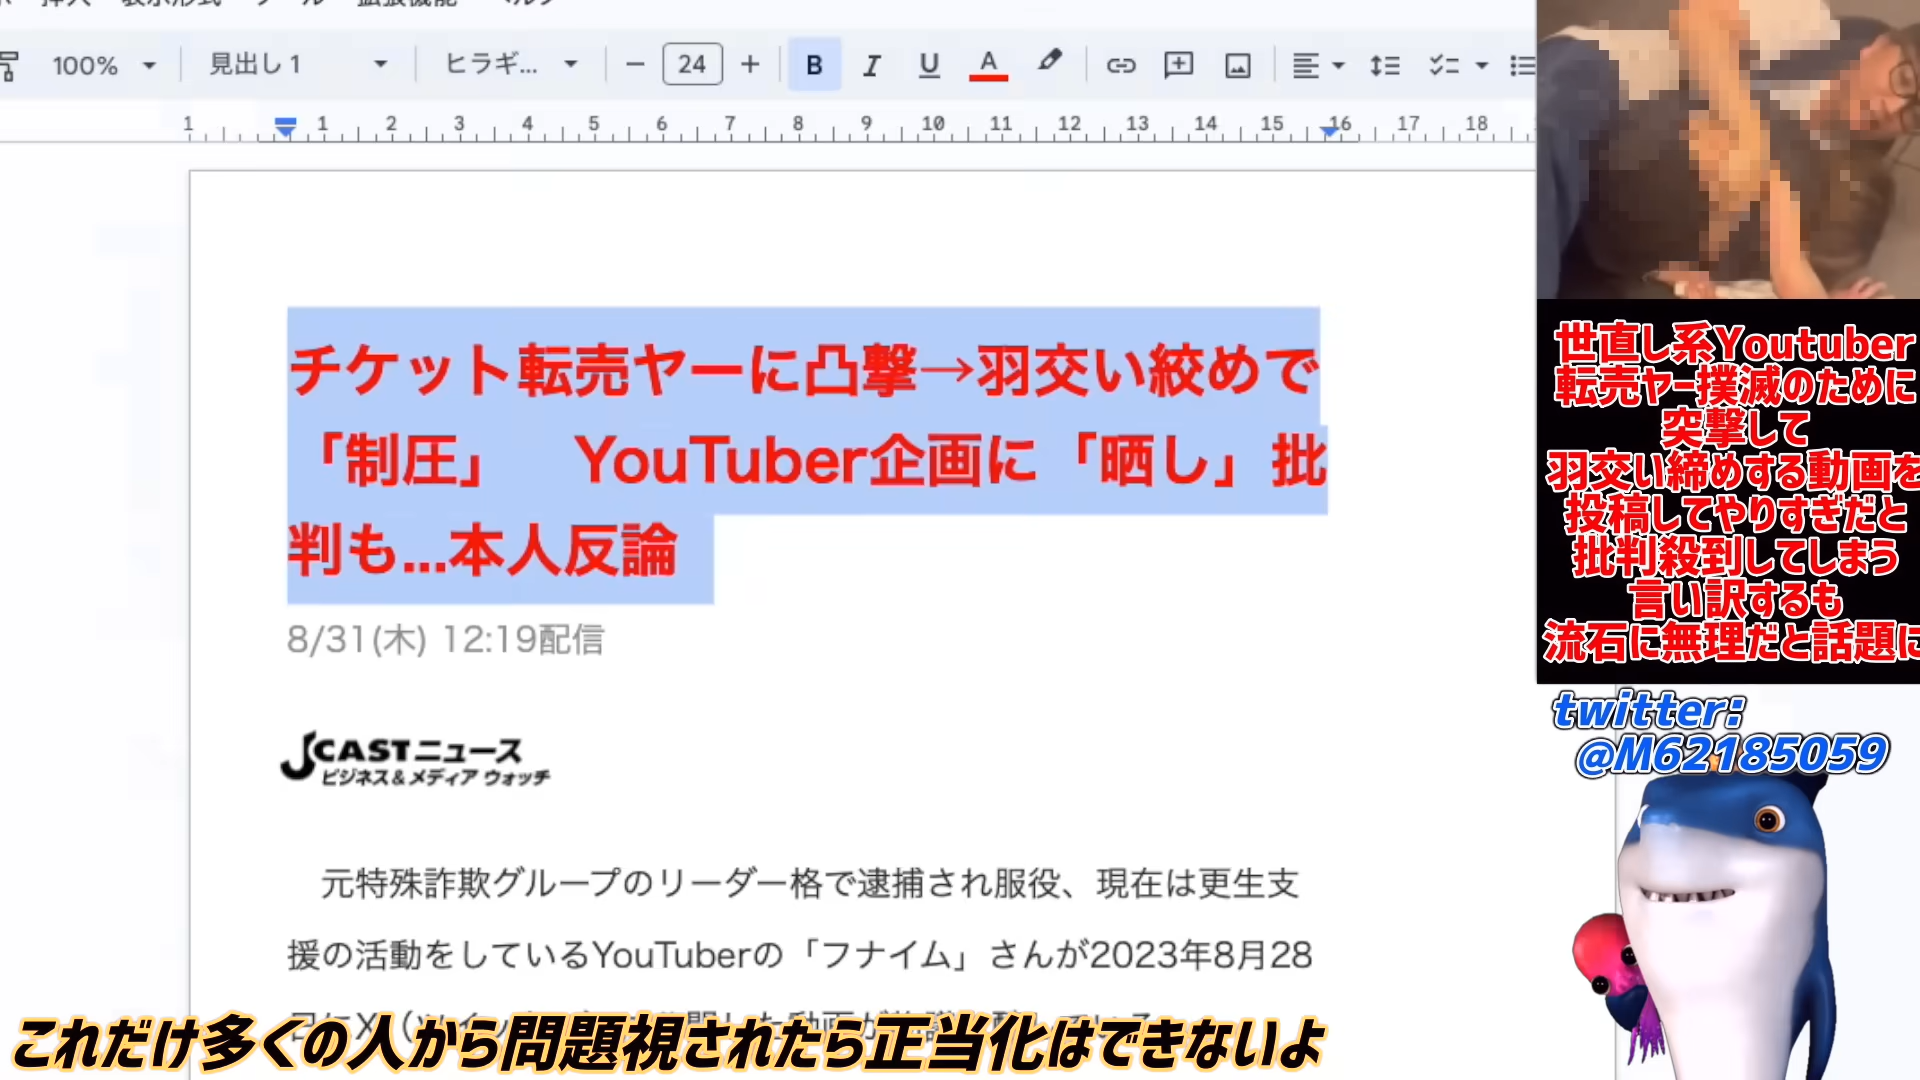 100%
見出し 1
ヒラギ...
24
B
I
U
A
1 1 2 3 4 5 6 7 8 9 10 11 12 13 14 15 16 17 18
チケット転売ヤーに凸撃→羽交い絞めで
「制圧」 YouTuber企画に「晒し」批
判も...本人反論
8/31(木) 12:19配信
J CASTニュース
ビジネス&メディア ウォッチ
元特殊詐欺グループのリーダー格で逮捕され服役、現在は更生支
援の活動をしているYouTuberの「フナイム」さんが2023年8月28
これだけ多くの人から問題視されたら正当化はできないよ
世直し系Youtuber
転売ヤー撲滅のために
突撃して
羽交い締めする動画を
投稿してやりすぎだと
批判殺到してしまう
言い訳するも
流石に無理だと話題に
twitter:
@M62185059